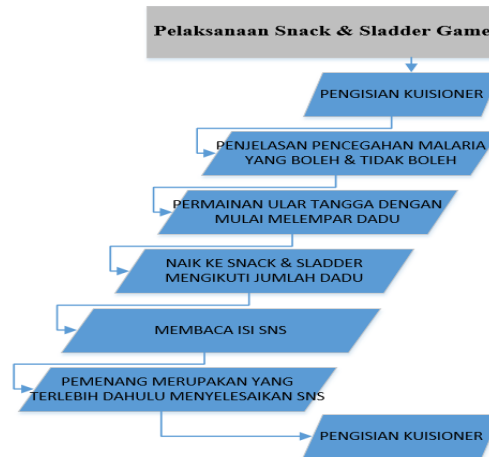 Pelaksanaan Snack & Sladder Game
PENGISIAN KUISIONER
PENJELASAN PENCEGAHAN MALARIA
YANG BOLEH & TIDAK BOLEH
PERMAINAN ULAR TANGGA DENGAN
MULAI MELEMPAR DADU
NAIK KE SNACK & SLADDER
MENGIKUTI JUMLAH DADU
MEMBACA ISI SNS
PEMENANG MERUPAKAN YANG
TERLEBIH DAHULU MENYELESAIKAN SNS
PENGISIAN KUISIONER